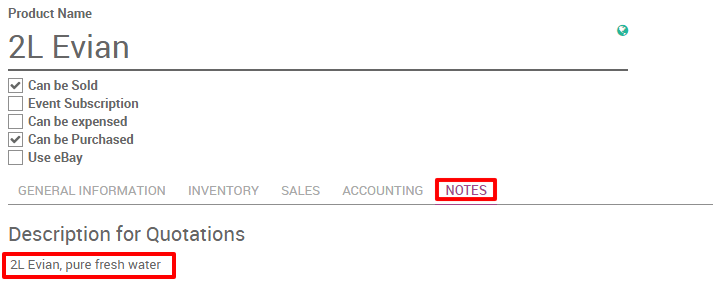 Product Name
2L Evian
Can be Sold
Event Subscription
Can be expensed
Can be Purchased
Use eBay
GENERAL INFORMATION INVENTORY SALES ACCOUNTING NOTES
Description for Quotations
2L Evian, pure fresh water